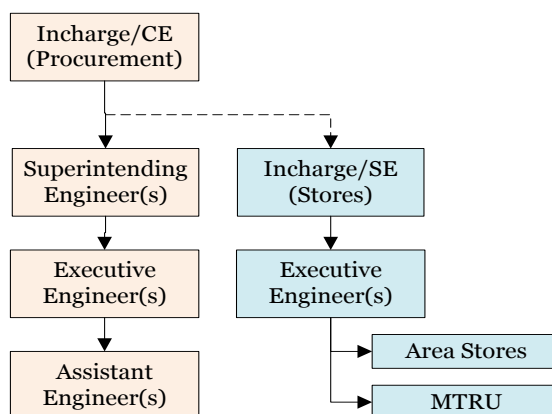 Incharge/CE
(Procurement)
Superintending
Engineer(s)
Incharge/SE
(Stores)
Executive
Engineer(s)
Executive
Engineer(s)
Area Stores
Assistant
Engineer(s)
MTRU